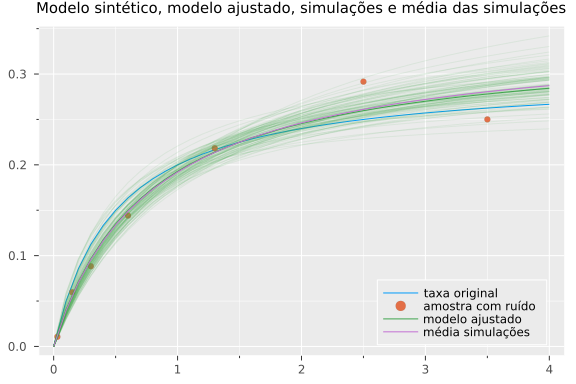 Modelo sintético, modelo ajustado, simulações e média das simulações
0.3
0.2
0.1
0.0
0
1
2
3
4
taxa original
amostra com ruído
modelo ajustado
média simulações